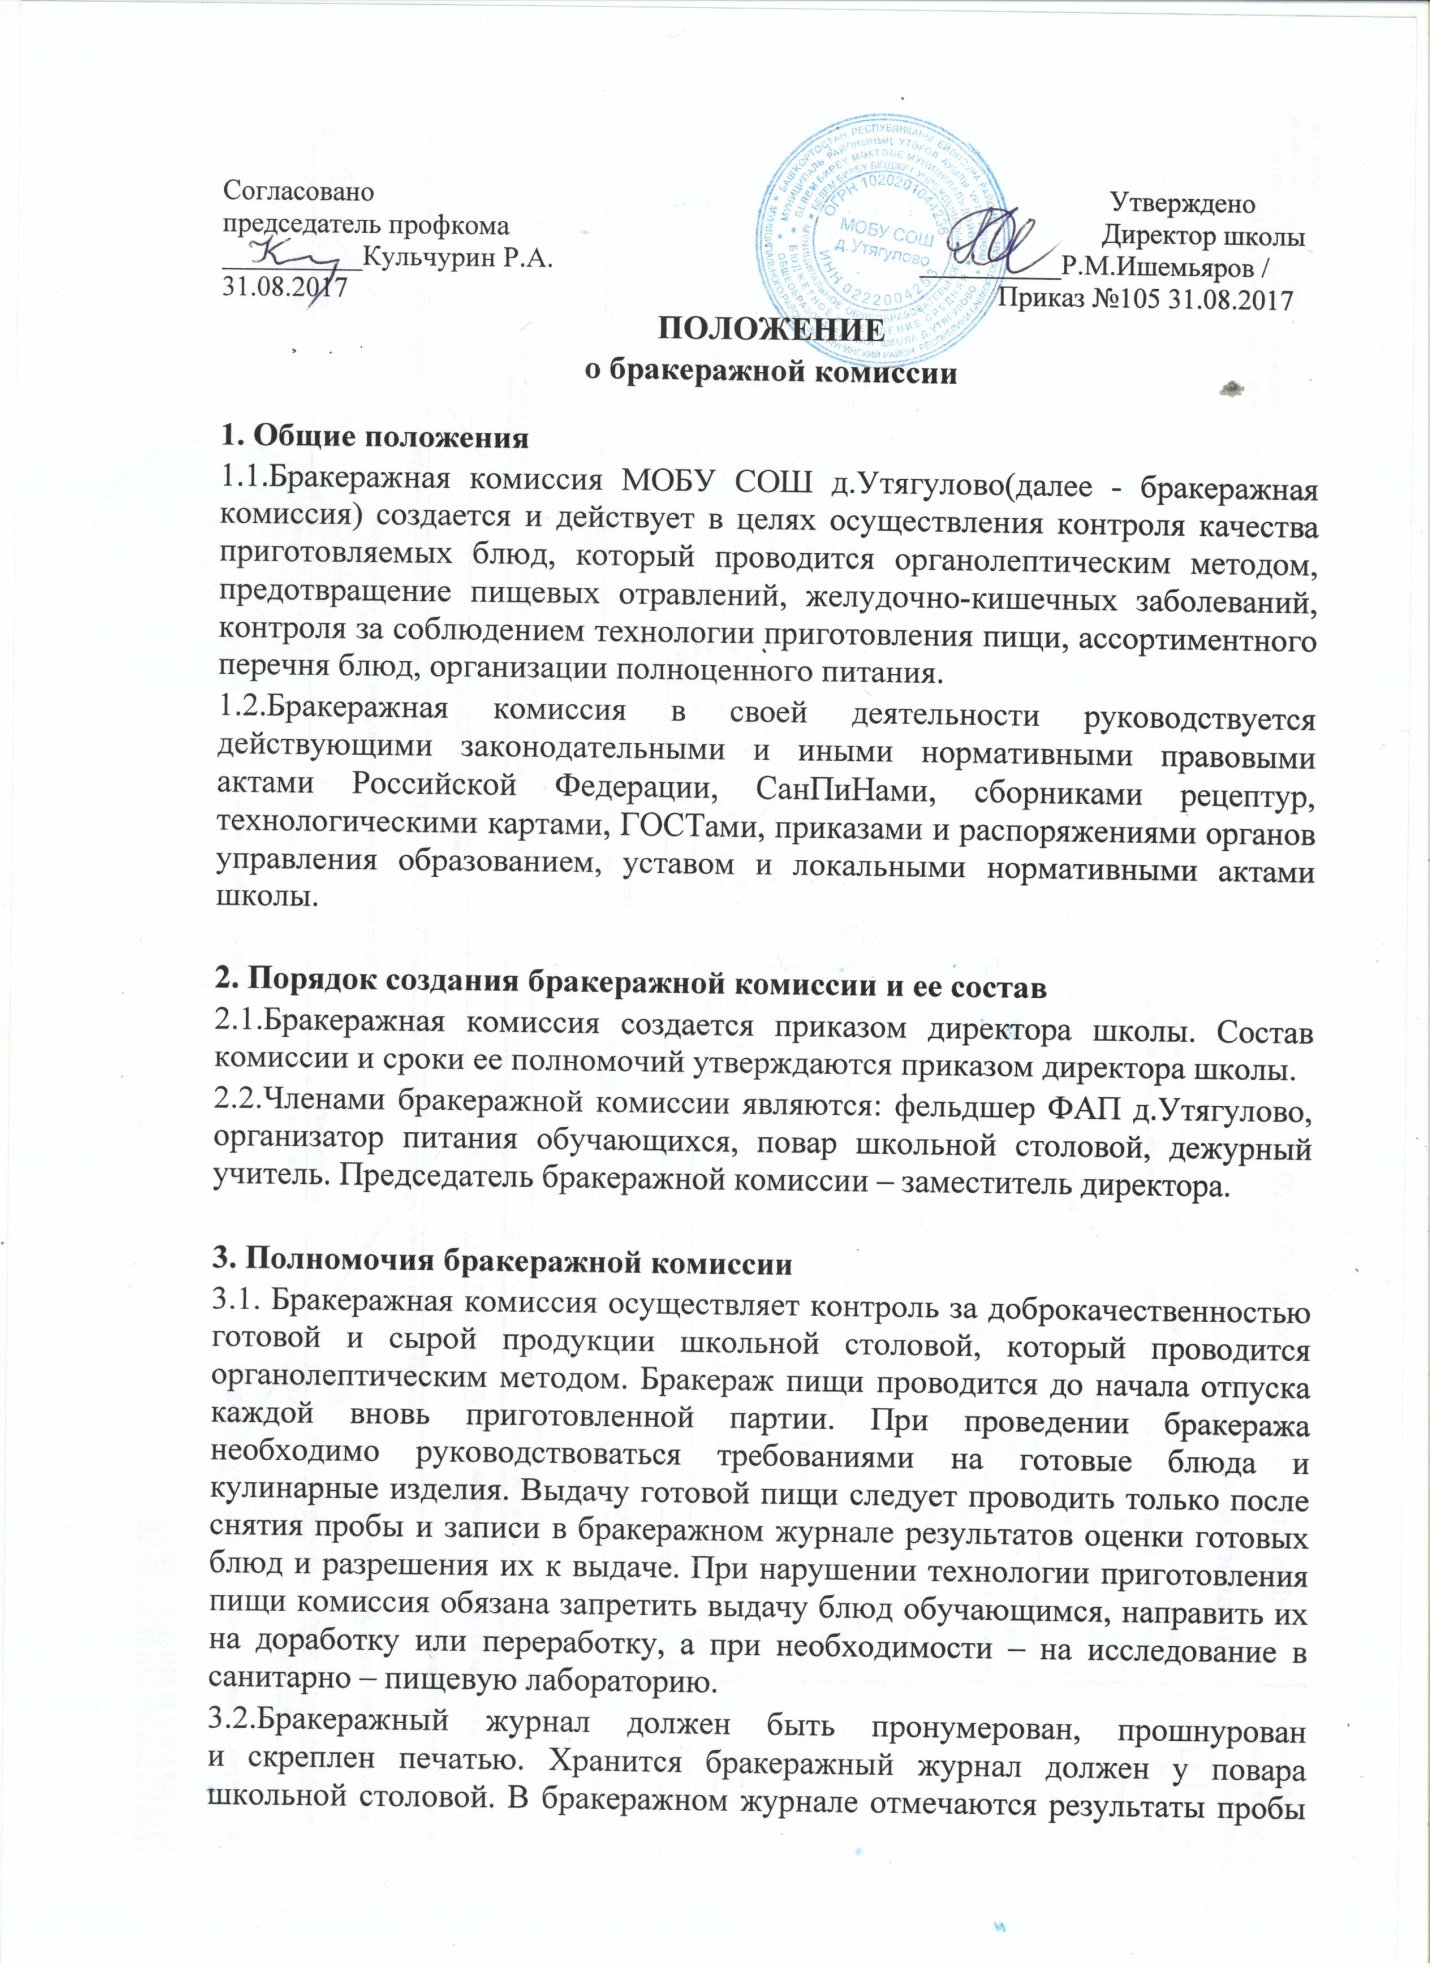 Согласовано
председатель профкома
__________Кульчурин Р.А.
31.08.2017
Утверждено
Директор школы
__________Р.М.Ишемьяров /
Приказ №105 31.08.2017
ОГРН 1020201044236
МОБУ СОШ
д.Утягулово
ИНН 0222004253
ПОЛОЖЕНИЕ
о бракеражной комиссии
1. Общие положения
1.1.Бракеражная комиссия МОБУ СОШ д.Утягулово(далее - бракеражная
комиссия) создается и действует в целях осуществления контроля качества
приготовляемых блюд, который проводится органолептическим методом,
предотвращение пищевых отравлений, желудочно-кишечных заболеваний,
контроля за соблюдением технологии приготовления пищи, ассортиментного
перечня блюд, организации полноценного питания.
1.2.Бракеражная комиссия в своей деятельности руководствуется
действующими законодательными и иными нормативными правовыми
актами Российской Федерации, СанПиНами, сборниками рецептур,
технологическими картами, ГОСТами, приказами и распоряжениями органов
управления образованием, уставом и локальными нормативными актами
школы.
2. Порядок создания бракеражной комиссии и ее состав
2.1.Бракеражная комиссия создается приказом директора школы. Состав
комиссии и сроки ее полномочий утверждаются приказом директора школы.
2.2.Членами бракеражной комиссии являются: фельдшер ФАП д.Утягулово,
организатор питания обучающихся, повар школьной столовой, дежурный
учитель. Председатель бракеражной комиссии – заместитель директора.
3. Полномочия бракеражной комиссии
3.1. Бракеражная комиссия осуществляет контроль за доброкачественностью
готовой и сырой продукции школьной столовой, который проводится
органолептическим методом. Бракераж пищи проводится до начала отпуска
каждой вновь приготовленной партии. При проведении бракеража
необходимо руководствоваться требованиями на готовые блюда и
кулинарные изделия. Выдачу готовой пищи следует проводить только после
снятия пробы и записи в бракеражном журнале результатов оценки готовых
блюд и разрешения их к выдаче. При нарушении технологии приготовления
пищи комиссия обязана запретить выдачу блюд обучающимся, направить их
на доработку или переработку, а при необходимости – на исследование в
санитарно – пищевую лабораторию.
3.2.Бракеражный журнал должен быть пронумерован, прошнурован
и скреплен печатью. Хранится бракеражный журнал должен у повара
школьной столовой. В бракеражном журнале отмечаются результаты пробы